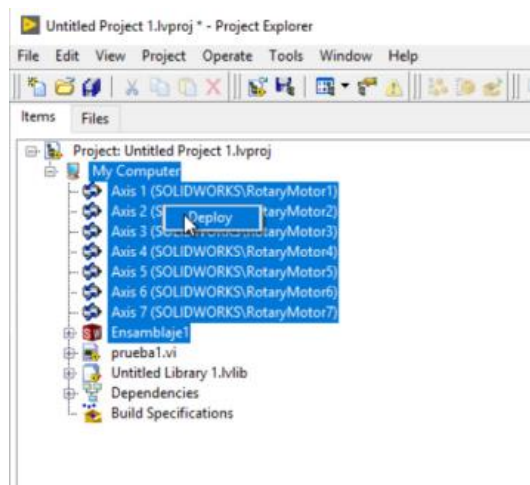 Untitled Project 1.lvproj * - Project Explorer
File Edit View Project Operate Tools Window Help
Items Files
Project: Untitled Project 1.lvproj
My Computer
Axis 1 (SOLIDWORKS\RotaryMotor1)
Axis 2 (S taryMotor2)
Deploy
Axis 3 (SOLIDWORKS\RotaryMotor3)
Axis 4 (SOLIDWORKS\RotaryMotor4)
Axis 5 (SOLIDWORKS\RotaryMotor5)
Axis 6 (SOLIDWORKS\RotaryMotor6)
Axis 7 (SOLIDWORKS\RotaryMotor7)
SW Ensamblaje1
prueba1.vi
Untitled Library 1.lvlib
Dependencies
Build Specifications